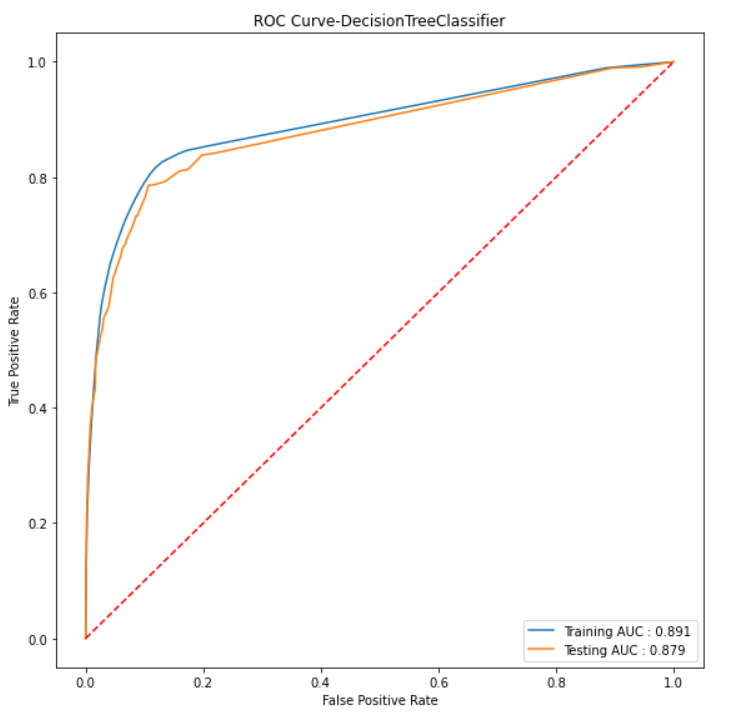 ROC Curve-DecisionTreeClassifier
1.0
0.8
0.6
0.4
0.2
0.0
True Positive Rate
Training AUC : 0.891
Testing AUC : 0.879
0.0 0.2 0.4 0.6 0.8 1.0
False Positive Rate